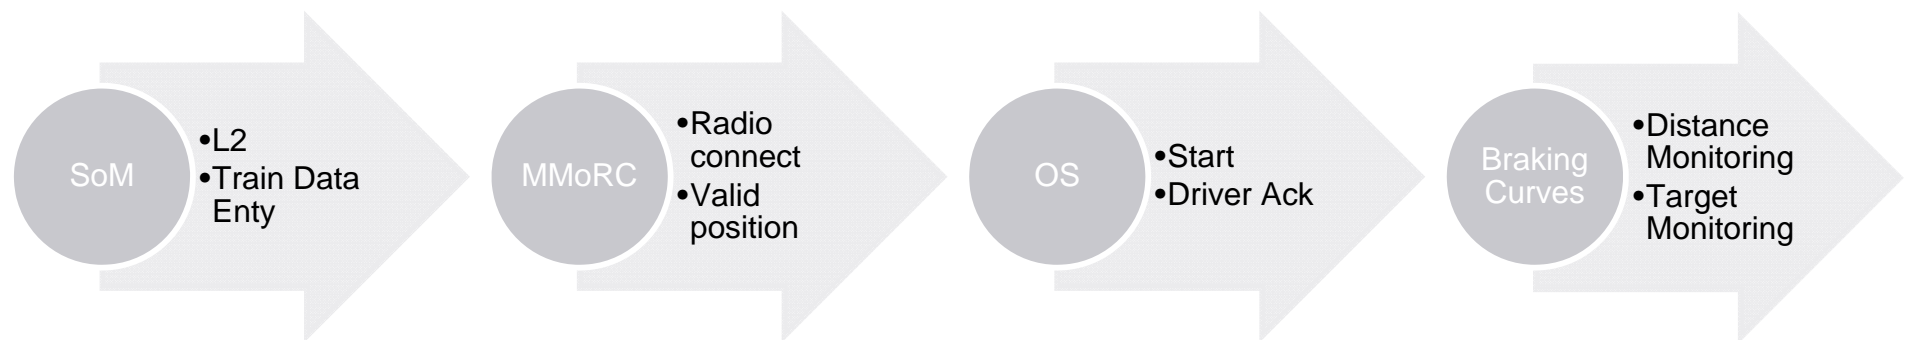 SoM
•L2
•Train Data
Enty
MMoRC
•Radio
connect
•Valid
position
OS
•Start
•Driver Ack
Braking
Curves
•Distance
Monitoring
•Target
Monitoring